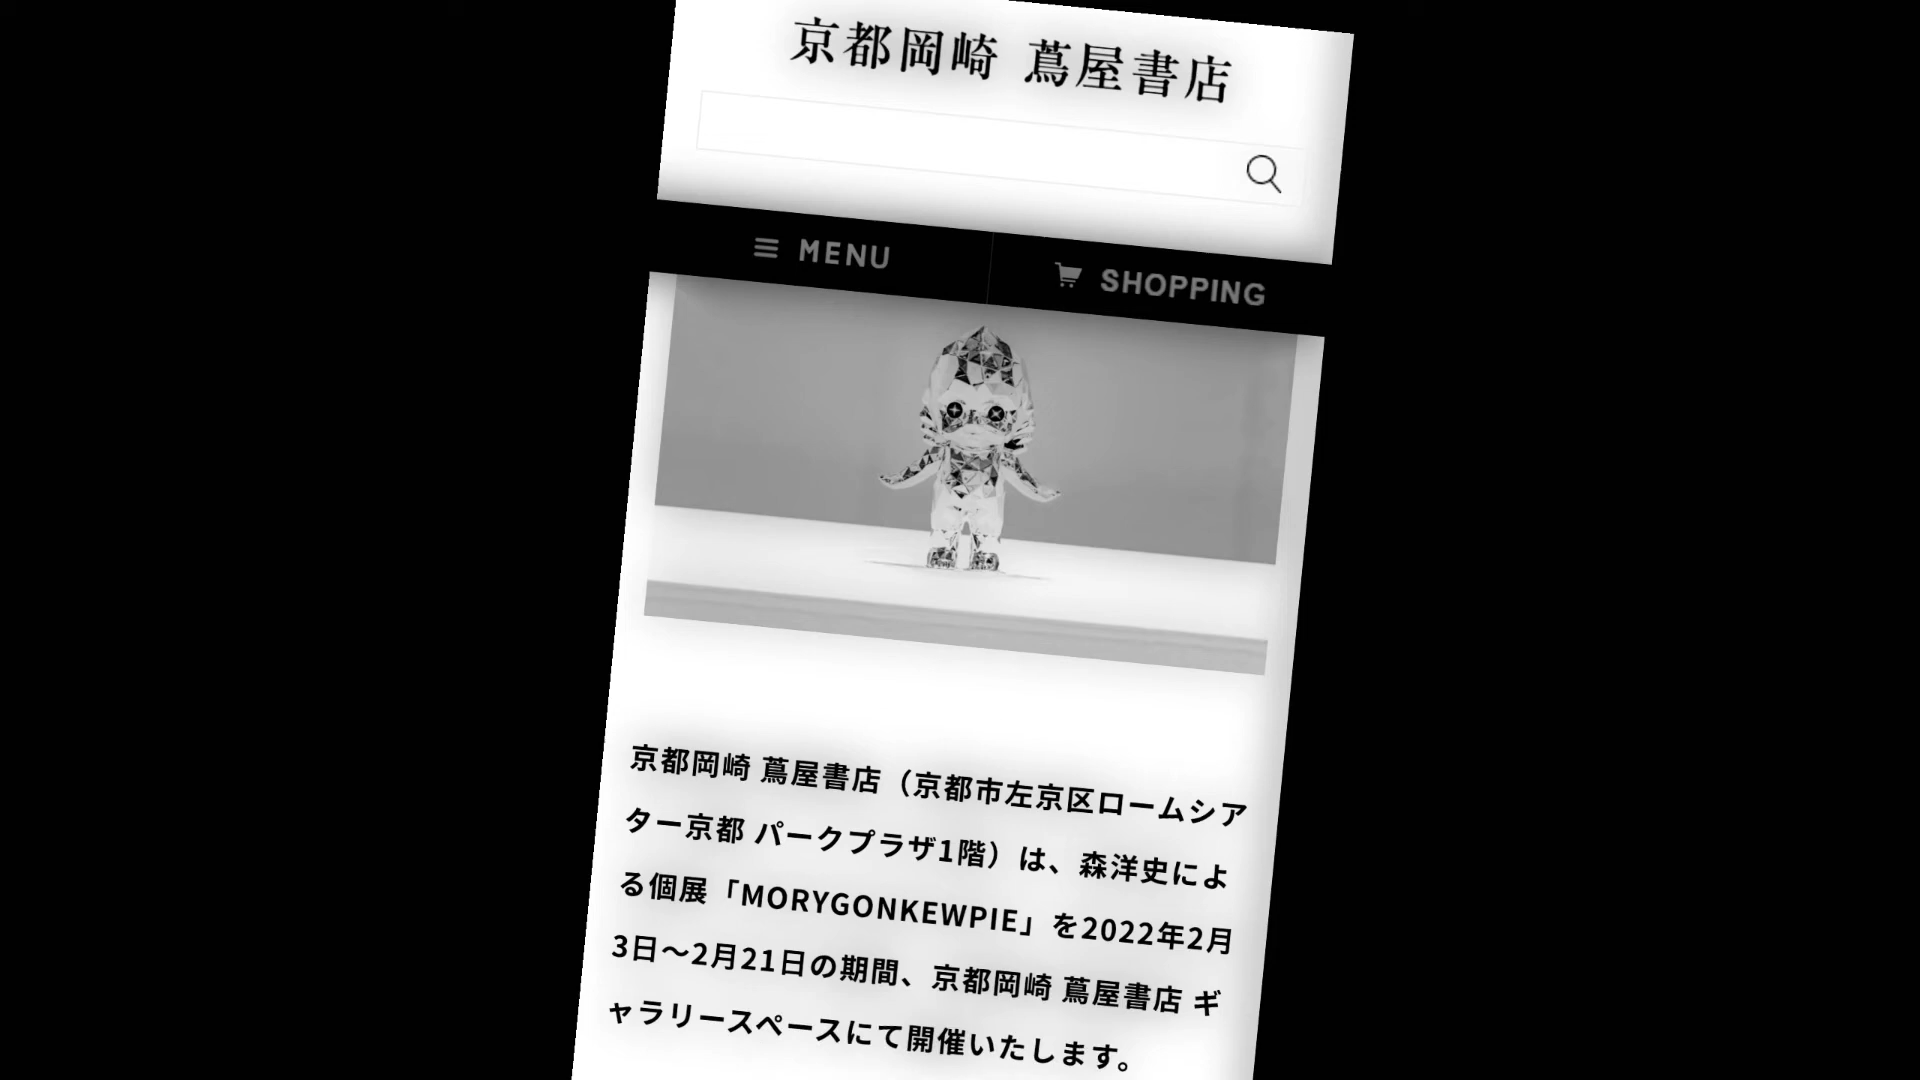 京都岡崎 蔦屋書店
MENU
SHOPPING
京都岡崎 蔦屋書店（京都市左京区ロームシア
ター京都 パークプラザ1階）は、森洋史によ
る個展「MORYGONKEWPIE」を2022年2月
3日～2月21日の期間、京都岡崎 蔦屋書店 ギ
ャラリースペースにて開催いたします。